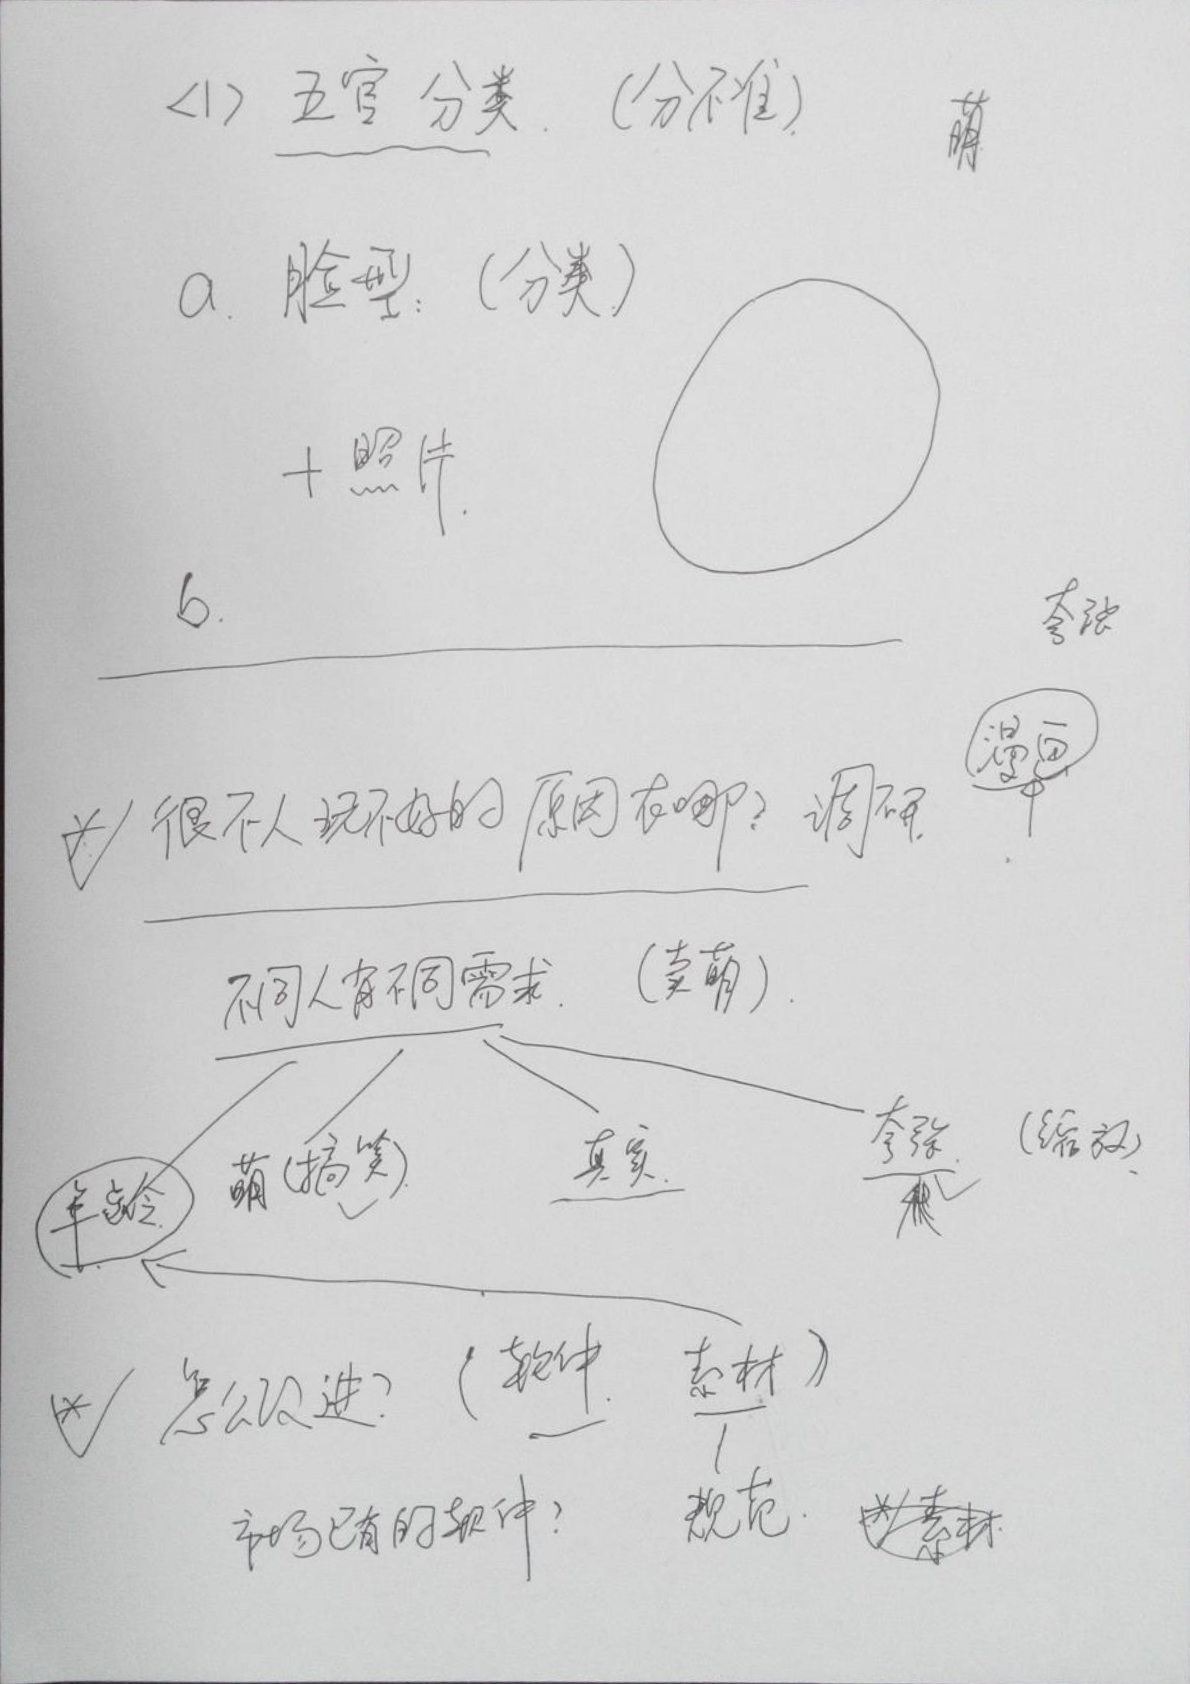 <1> 五官分类. (分不准)
萌
a. 脸型: (分类)
+ 照片.
b.
夸张
漫画
很不人玩不好的原因在哪? 调研
不同人有不同需求. (卖萌).
年龄 萌(搞笑) 真实. 夸张. (缩放)
怎么改进? (软件. 素材)
市场已有的软件? 规范. 素材